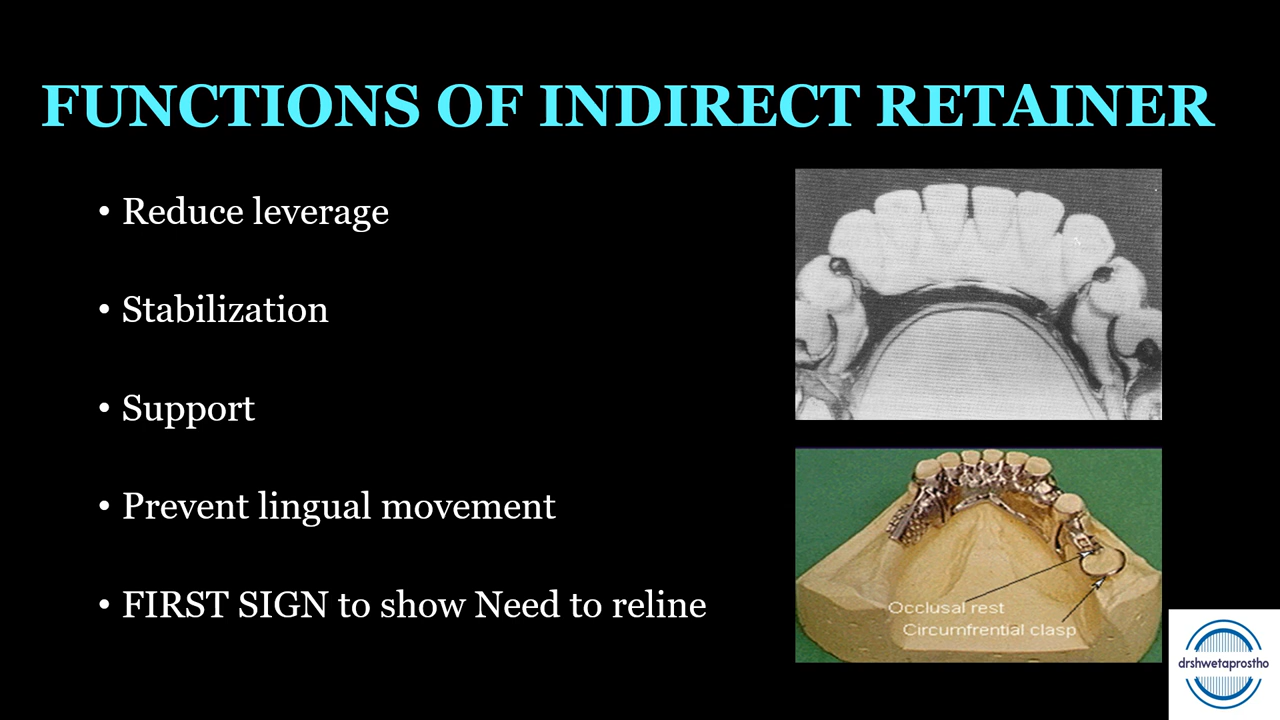 FUNCTIONS OF INDIRECT RETAINER
• Reduce leverage
• Stabilization
• Support
• Prevent lingual movement
• FIRST SIGN to show Need to reline
Occlusal rest
Circumfrential clasp
drshwetaprostho